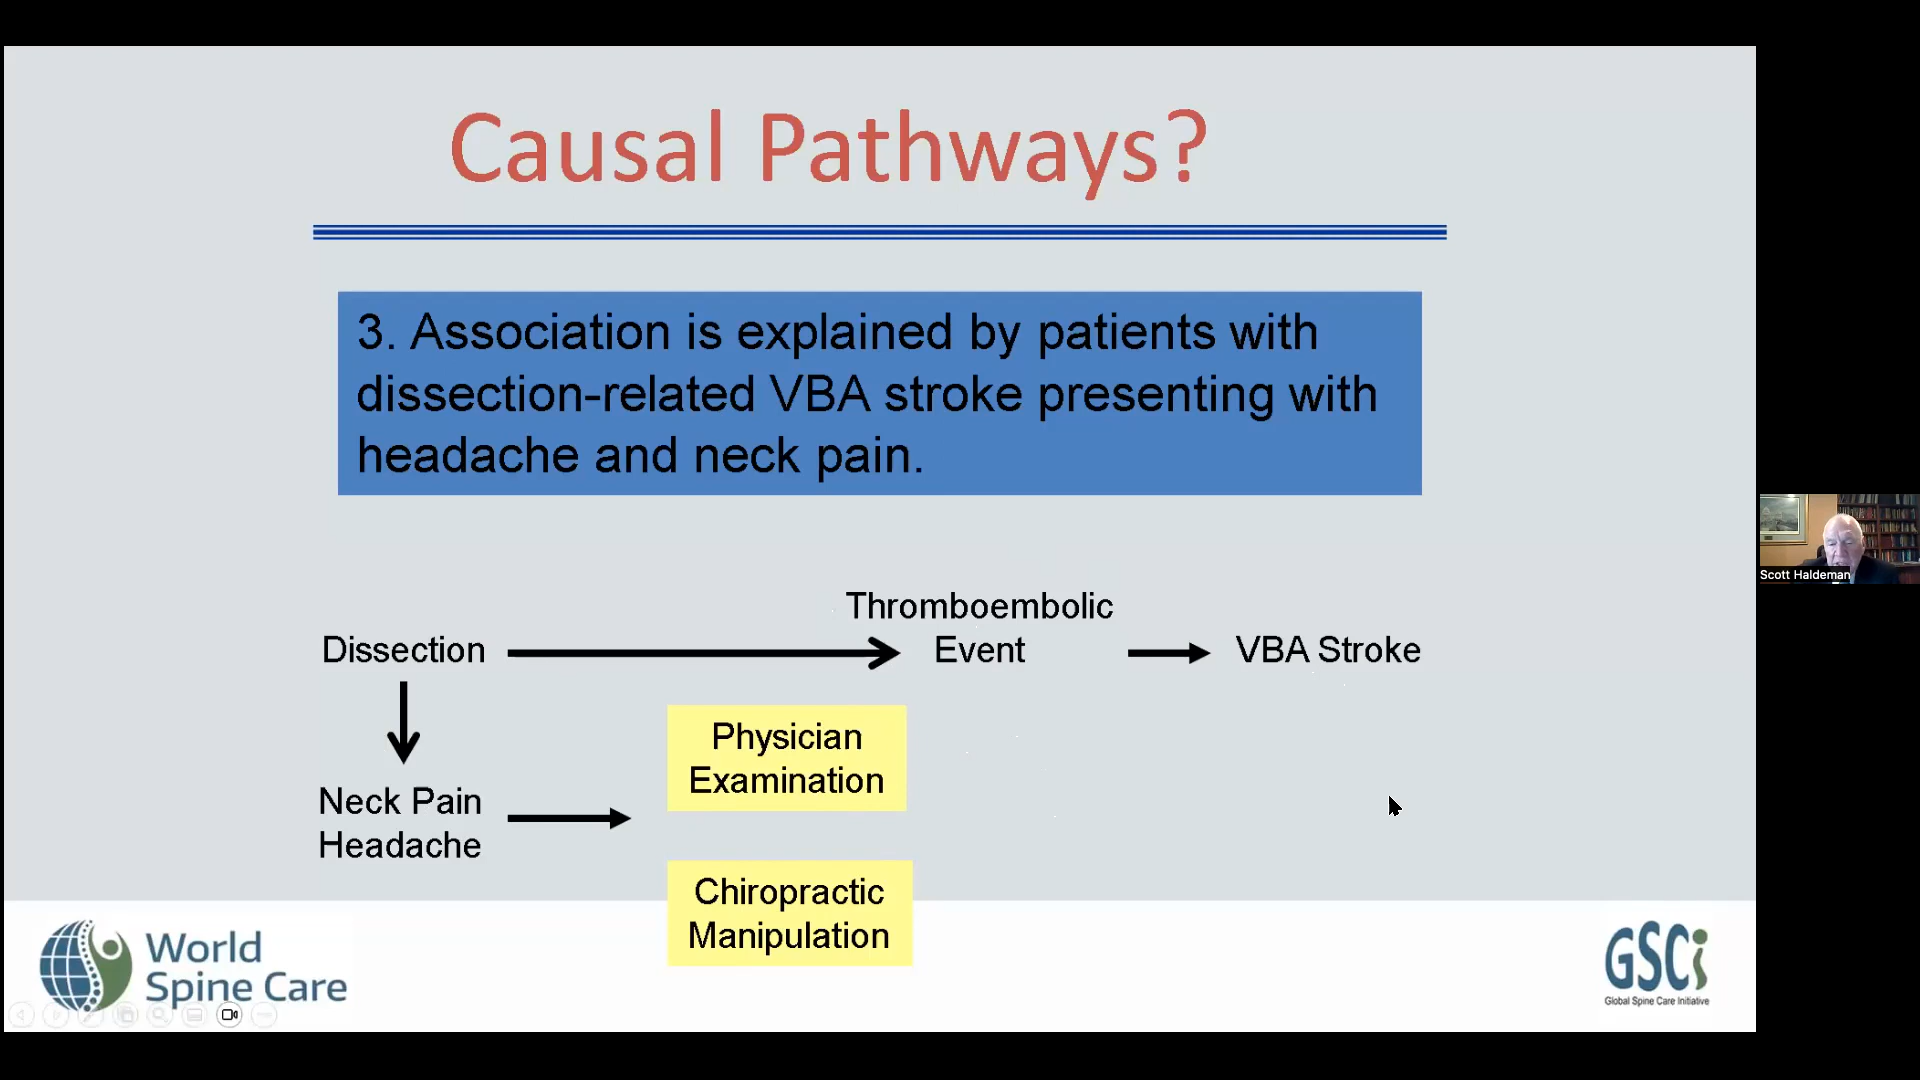 Causal Pathways?
3. Association is explained by patients with
dissection-related VBA stroke presenting with
headache and neck pain.
Thromboembolic
Event
Dissection
VBA Stroke
Physician
Examination
Neck Pain
Headache
Chiropractic
Manipulation
World
Spine Care
GSCi
Global Spine Care Initiative
Scott Haldeman